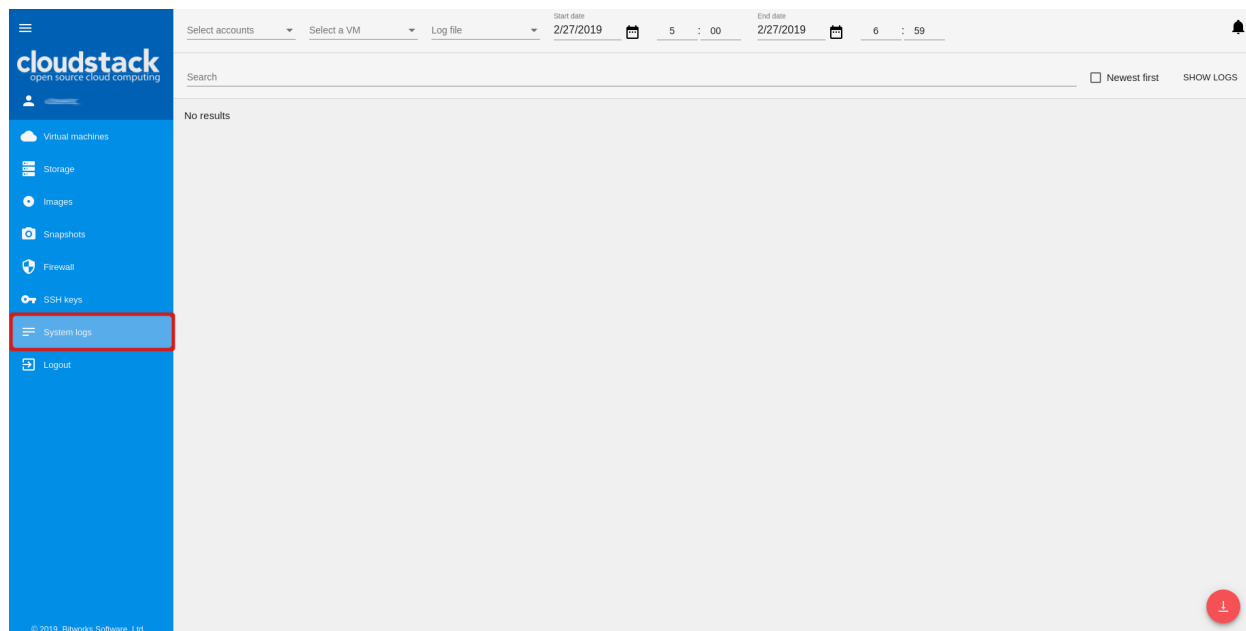 Start date
End date
Select accounts
Select a VM
Log file
2/27/2019
5 : 00
2/27/2019
6 : 59
cloudstack
open source cloud computing
Search
Newest first
SHOW LOGS
No results
Virtual machines
Storage
Images
Snapshots
Firewall
SSH keys
System logs
Logout
© 2019, Bitworks Software, Ltd.